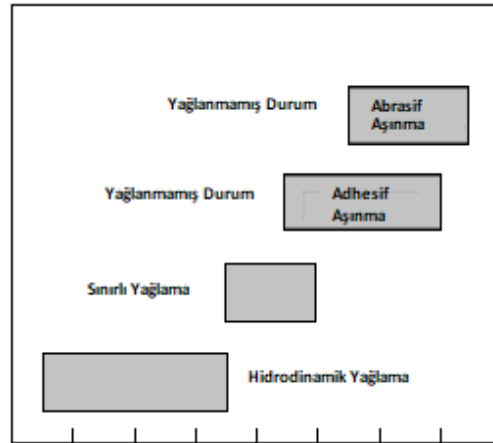 Yağlanmamış Durum
Abrasif
Aşınma
Yağlanmamış Durum
Adhesif
Aşınma
Sınırlı Yağlama
Hidrodinamik Yağlama